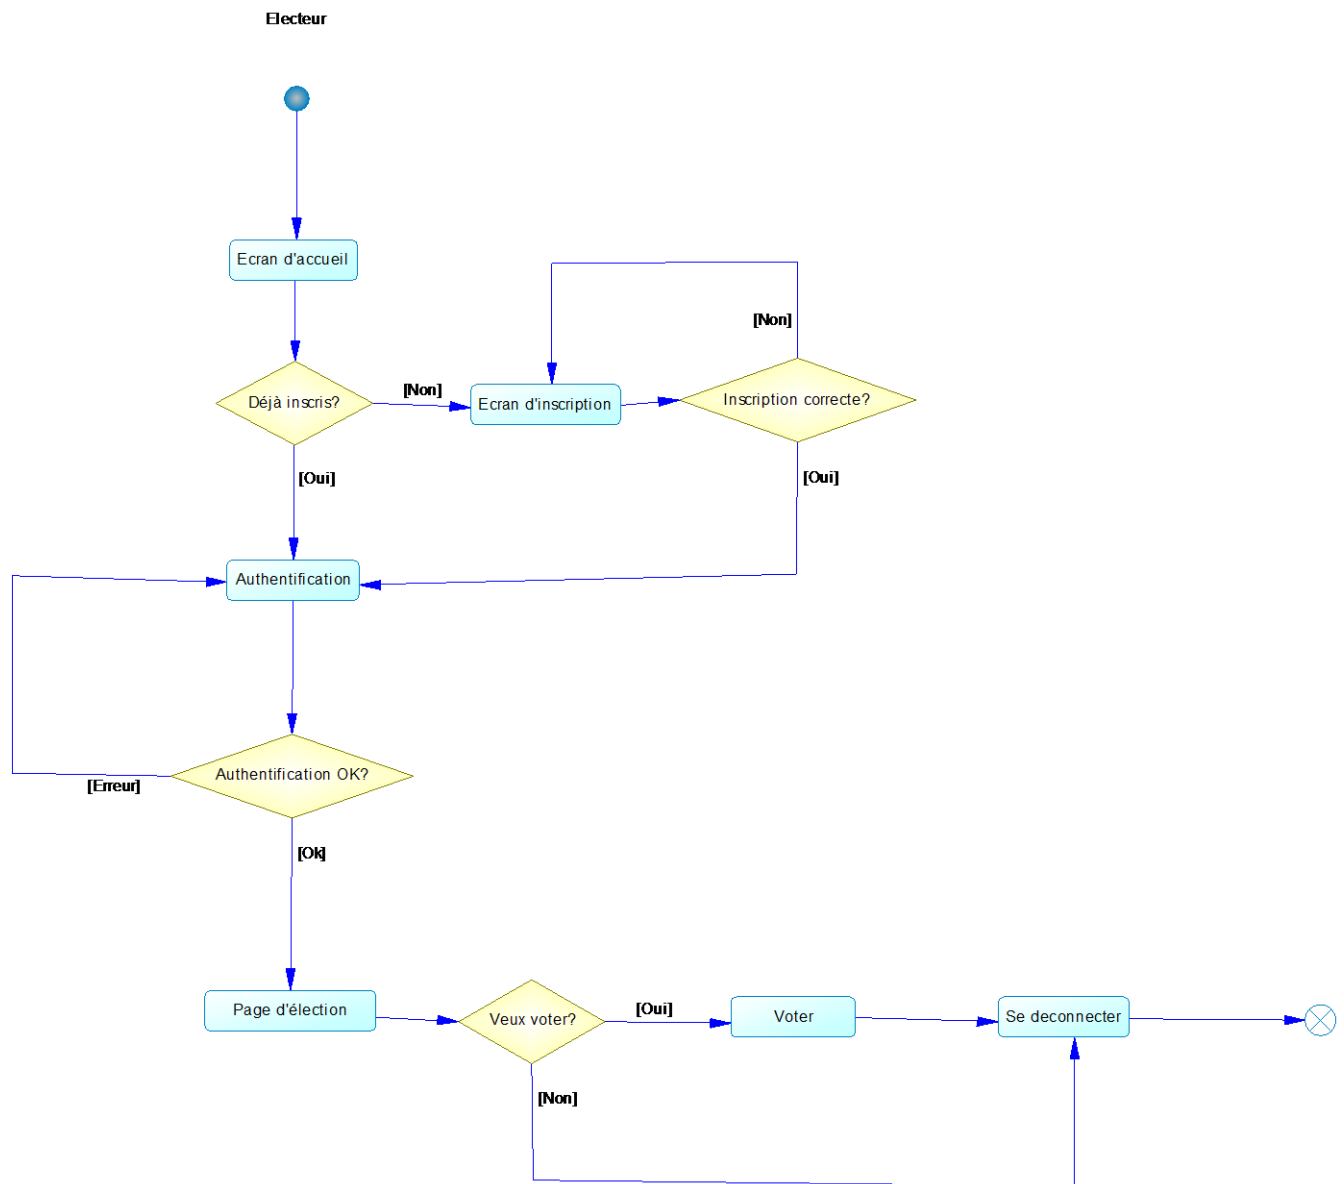 Electeur
Ecran d'accueil
[Non]
Déjà inscris?
[Non]
Ecran d'inscription
Inscription correcte?
[Oui]
[Oui]
Authentification
Authentification OK?
[Erreur]
[Ok]
Page d'élection
Veux voter?
[Oui]
Voter
Se deconnecter
[Non]